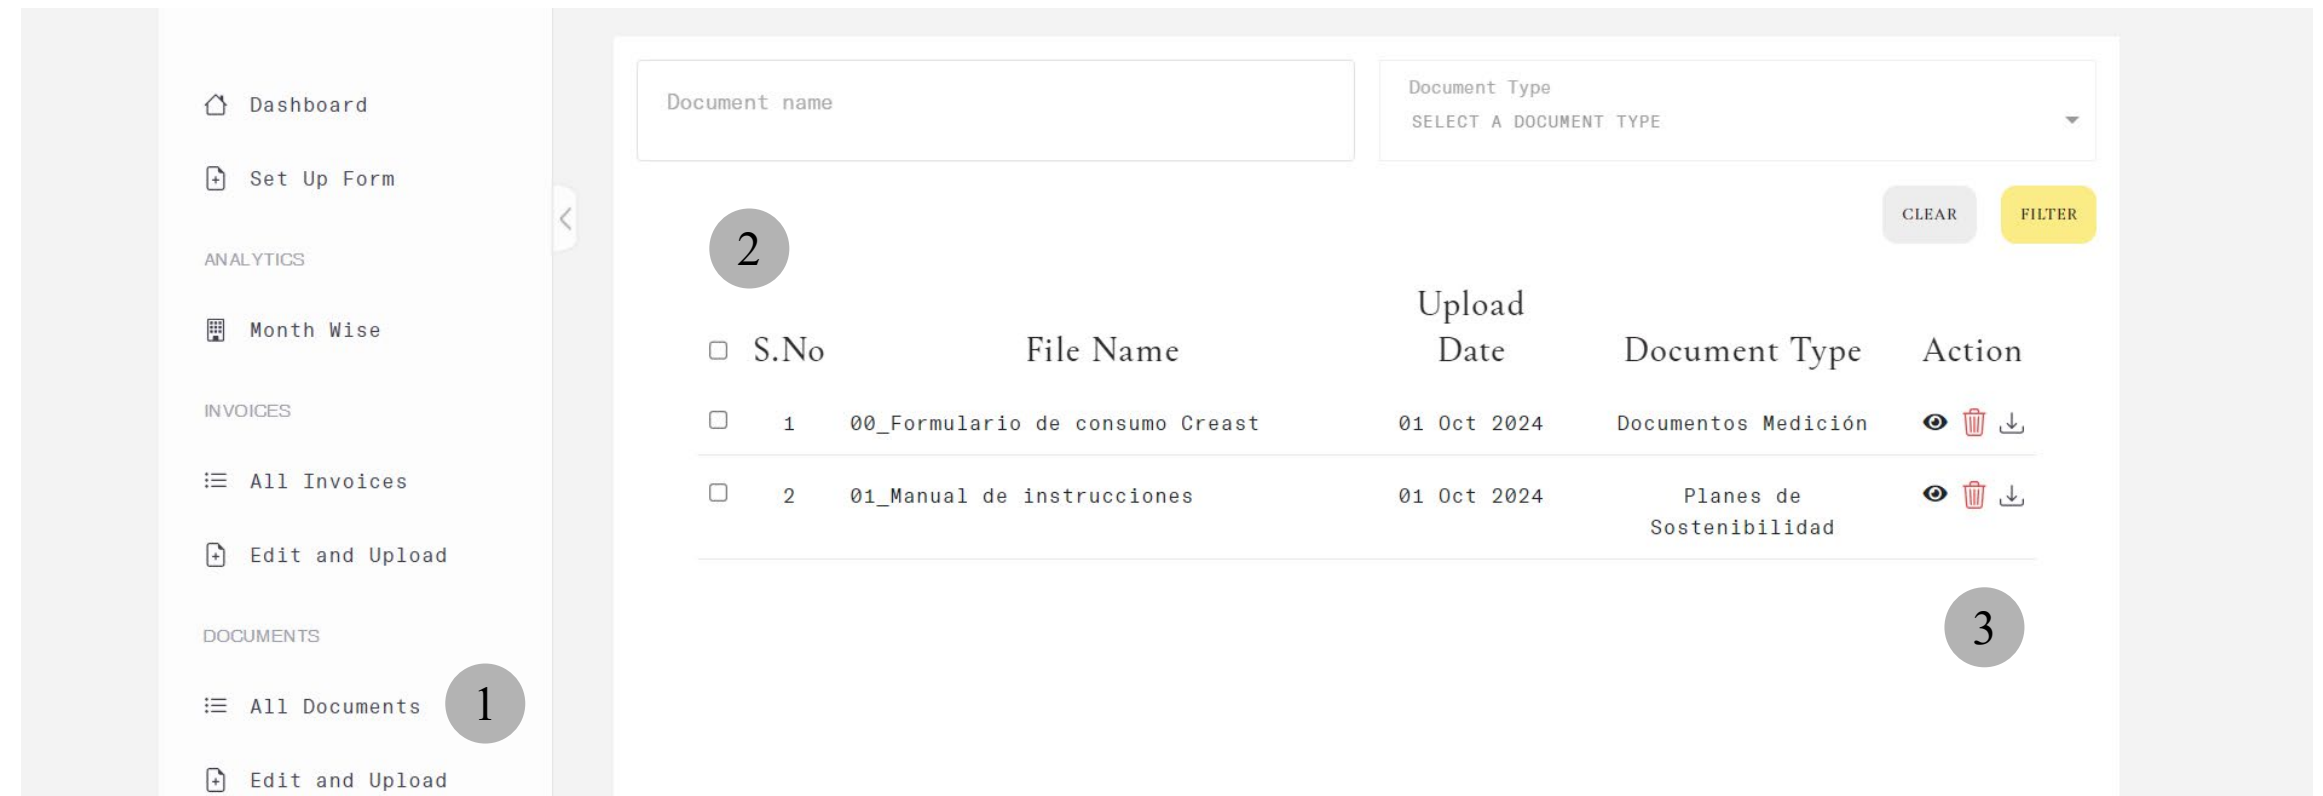 Dashboard
Set Up Form
ANALYTICS
Month Wise
INVOICES
All Invoices
Edit and Upload
DOCUMENTS
All Documents
1
Edit and Upload
Document name
Document Type
SELECT A DOCUMENT TYPE
CLEAR
FILTER
2
S.No
File Name
Upload
Date
Document Type
Action
1 00_Formulario de consumo Creast 01 Oct 2024 Documentos Medición
2 01_Manual de instrucciones 01 Oct 2024 Planes de
Sostenibilidad
3